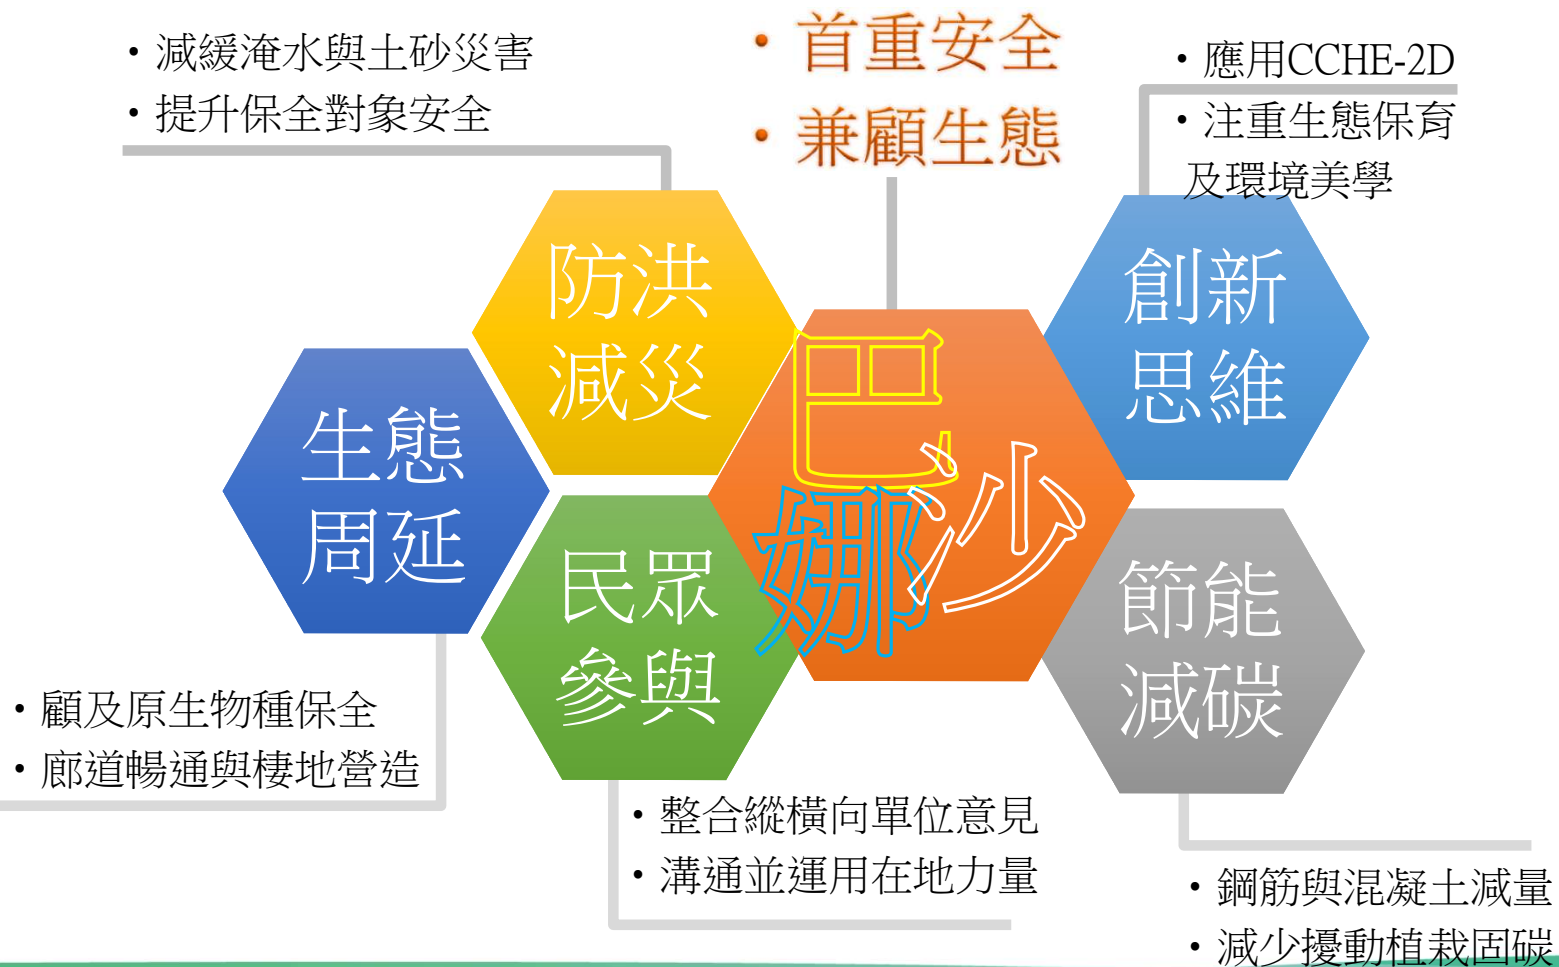 ・減緩淹水與土砂災害
・提升保全對象安全
・首重安全
・兼顧生態
・應用CCHE-2D
・注重生態保育
及環境美學
防洪
減災
創新
思維
生態
周延
民眾
參與
巴
娜
沙
節能
減碳
・顧及原生物種保全
・廊道暢通與棲地營造
・整合縱橫向單位意見
・溝通並運用在地力量
・鋼筋與混凝土減量
・減少擾動植栽固碳